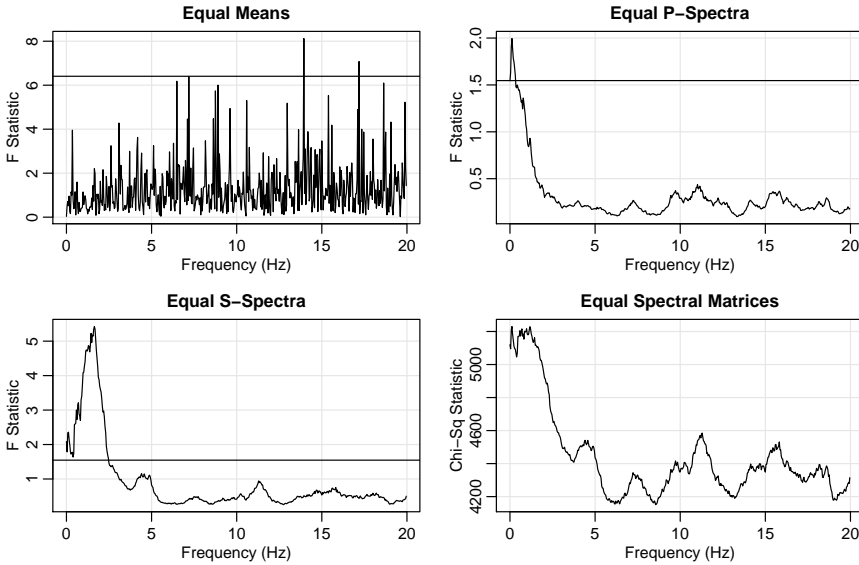 Equal Means
F Statistic
8
6
4
2
0
0 5 10 15 20
Frequency (Hz)
Equal P−Spectra
F Statistic
2.0
1.5
1.0
0.5
0 5 10 15 20
Frequency (Hz)
Equal S−Spectra
F Statistic
5
4
3
2
1
0 5 10 15 20
Frequency (Hz)
Equal Spectral Matrices
Chi−Sq Statistic
5000
4600
4200
0 5 10 15 20
Frequency (Hz)